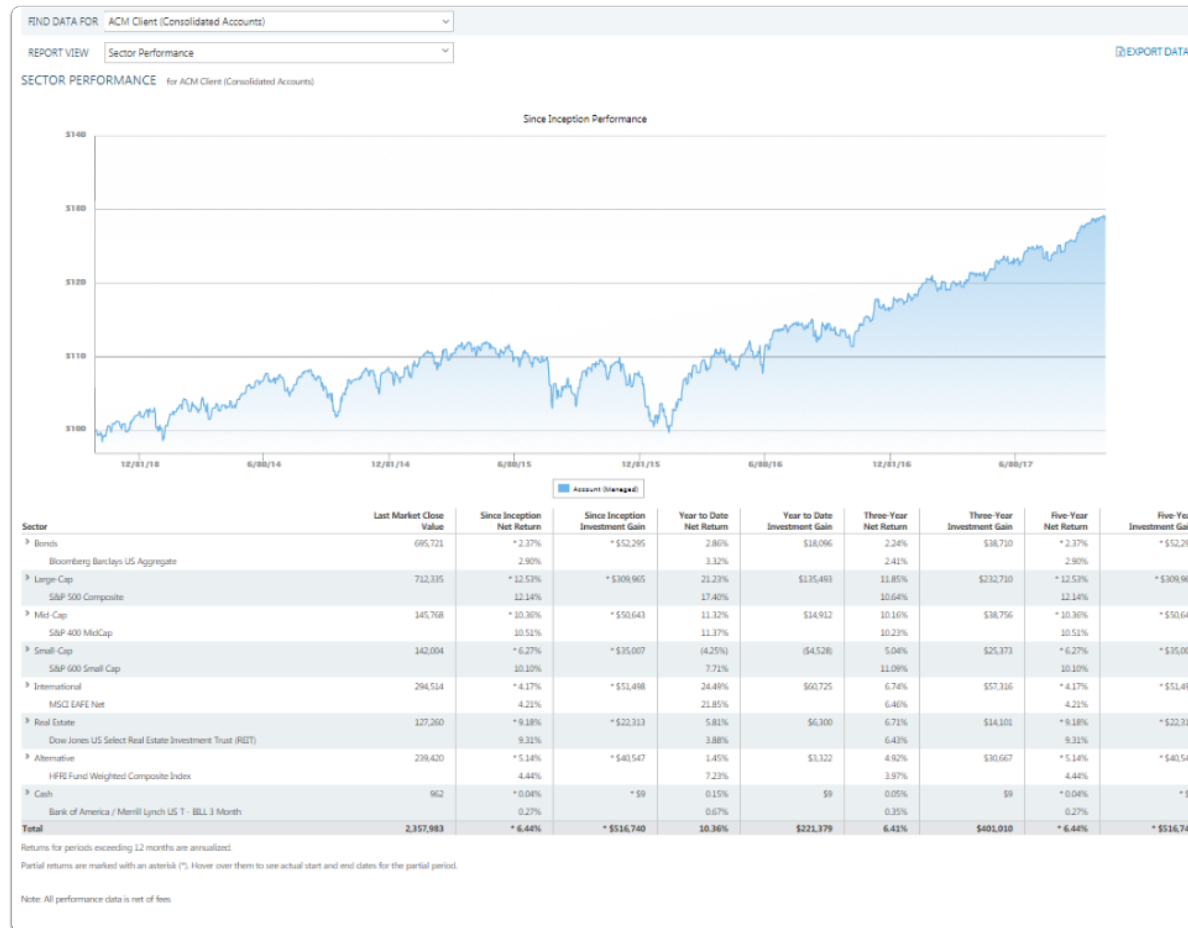 FIND DATA FOR ACM Client (Consolidated Accounts)
REPORT VIEW Sector Performance
EXPORT DATA
SECTOR PERFORMANCE for ACM Client (Consolidated Accounts)
Since Inception Performance
$140
$130
$120
$110
$100
12/31/13 6/30/14 12/31/14 6/30/15 12/31/15 6/30/16 12/31/16 6/30/17
Account (Managed)
Sector Last Market Close Value Since Inception Net Return Since Inception Investment Gain Year to Date Net Return Year to Date Investment Gain Three-Year Net Return Three-Year Investment Gain Five-Year Net Return Five-Yea Investment Gai
Bonds 695,721 * 2.37% * $52,295 2.86% $18,096 2.24% $38,710 * 2.37% * $52,29
Bloomberg Barclays US Aggregate 2.90% 3.32% 2.41% 2.90%
Large-Cap 712,335 * 12.53% * $309,965 21.23% $135,493 11.85% $232,710 * 12.53% * $309,96
S&P 500 Composite 12.14% 17.40% 10.64% 12.14%
Mid-Cap 145,768 * 10.36% * $50,643 11.32% $14,912 10.16% $38,756 * 10.36% * $50,64
S&P 400 MidCap 10.51% 11.37% 10.23% 10.51%
Small-Cap 142,004 * 6.27% * $35,007 (4.25%) ($4,528) 5.04% $25,373 * 6.27% * $35,00
S&P 600 Small Cap 10.10% 7.71% 11.09% 10.10%
International 294,514 * 4.17% * $51,498 24.49% $60,725 6.74% $57,316 * 4.17% * $51,49
MSCI EAFE Net 4.21% 21.85% 6.46% 4.21%
Real Estate 127,260 * 9.18% * $22,313 5.81% $6,300 6.71% $14,101 * 9.18% * $22,31
Dow Jones US Select Real Estate Investment Trust (REIT) 9.31% 3.88% 6.43% 9.31%
Alternative 239,420 * 5.14% * $40,547 1.45% $3,322 4.92% $30,667 * 5.14% * $40,54
HFRI Fund Weighted Composite Index 4.44% 7.23% 3.97% 4.44%
Cash 962 * 0.04% * $9 0.15% $9 0.05% $9 * 0.04% * $
Bank of America / Merrill Lynch US T - BILL 3 Month 0.27% 0.67% 0.35% 0.27%
Total 2,357,983 * 6.44% * $516,740 10.36% $221,379 6.41% $401,010 * 6.44% * $516,74
Returns for periods exceeding 12 months are annualized.
Partial returns are marked with an asterisk (*). Hover over them to see actual start and end dates for the partial period.
Note: All performance data is net of fees